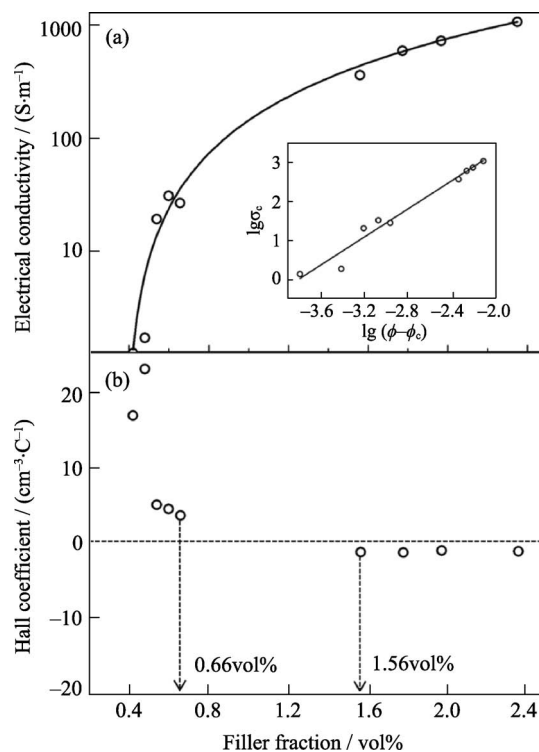 (a)
Electrical conductivity / (S·m⁻¹)
1000
100
10
lgσc
3
2
1
0
−3.6 −3.2 −2.8 −2.4 −2.0
lg (ϕ−ϕc)
(b)
Hall coefficient / (cm⁻³·C⁻¹)
20
10
0
−10
−20
0.66vol%
1.56vol%
0.4 0.8 1.2 1.6 2.0 2.4
Filler fraction / vol%